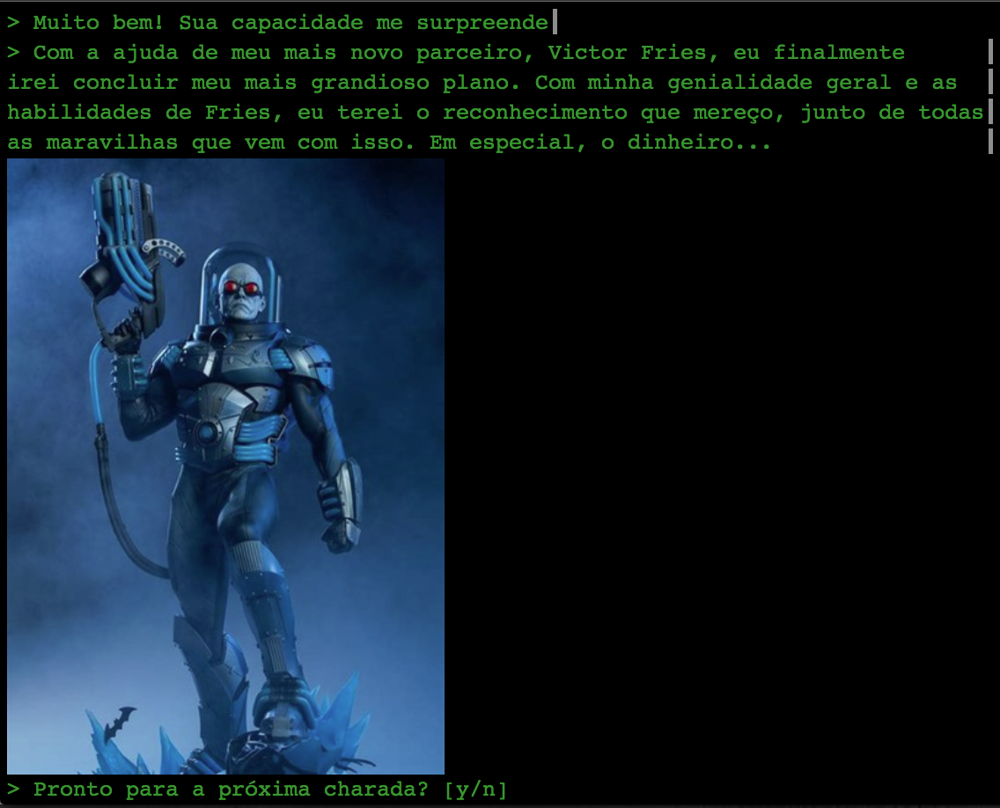 > Muito bem! Sua capacidade me surpreende
> Com a ajuda de meu mais novo parceiro, Victor Fries, eu finalmente
irei concluir meu mais grandioso plano. Com minha genialidade geral e as
habilidades de Fries, eu terei o reconhecimento que mereço, junto de todas
as maravilhas que vem com isso. Em especial, o dinheiro...
> Pronto para a próxima charada? [y/n]